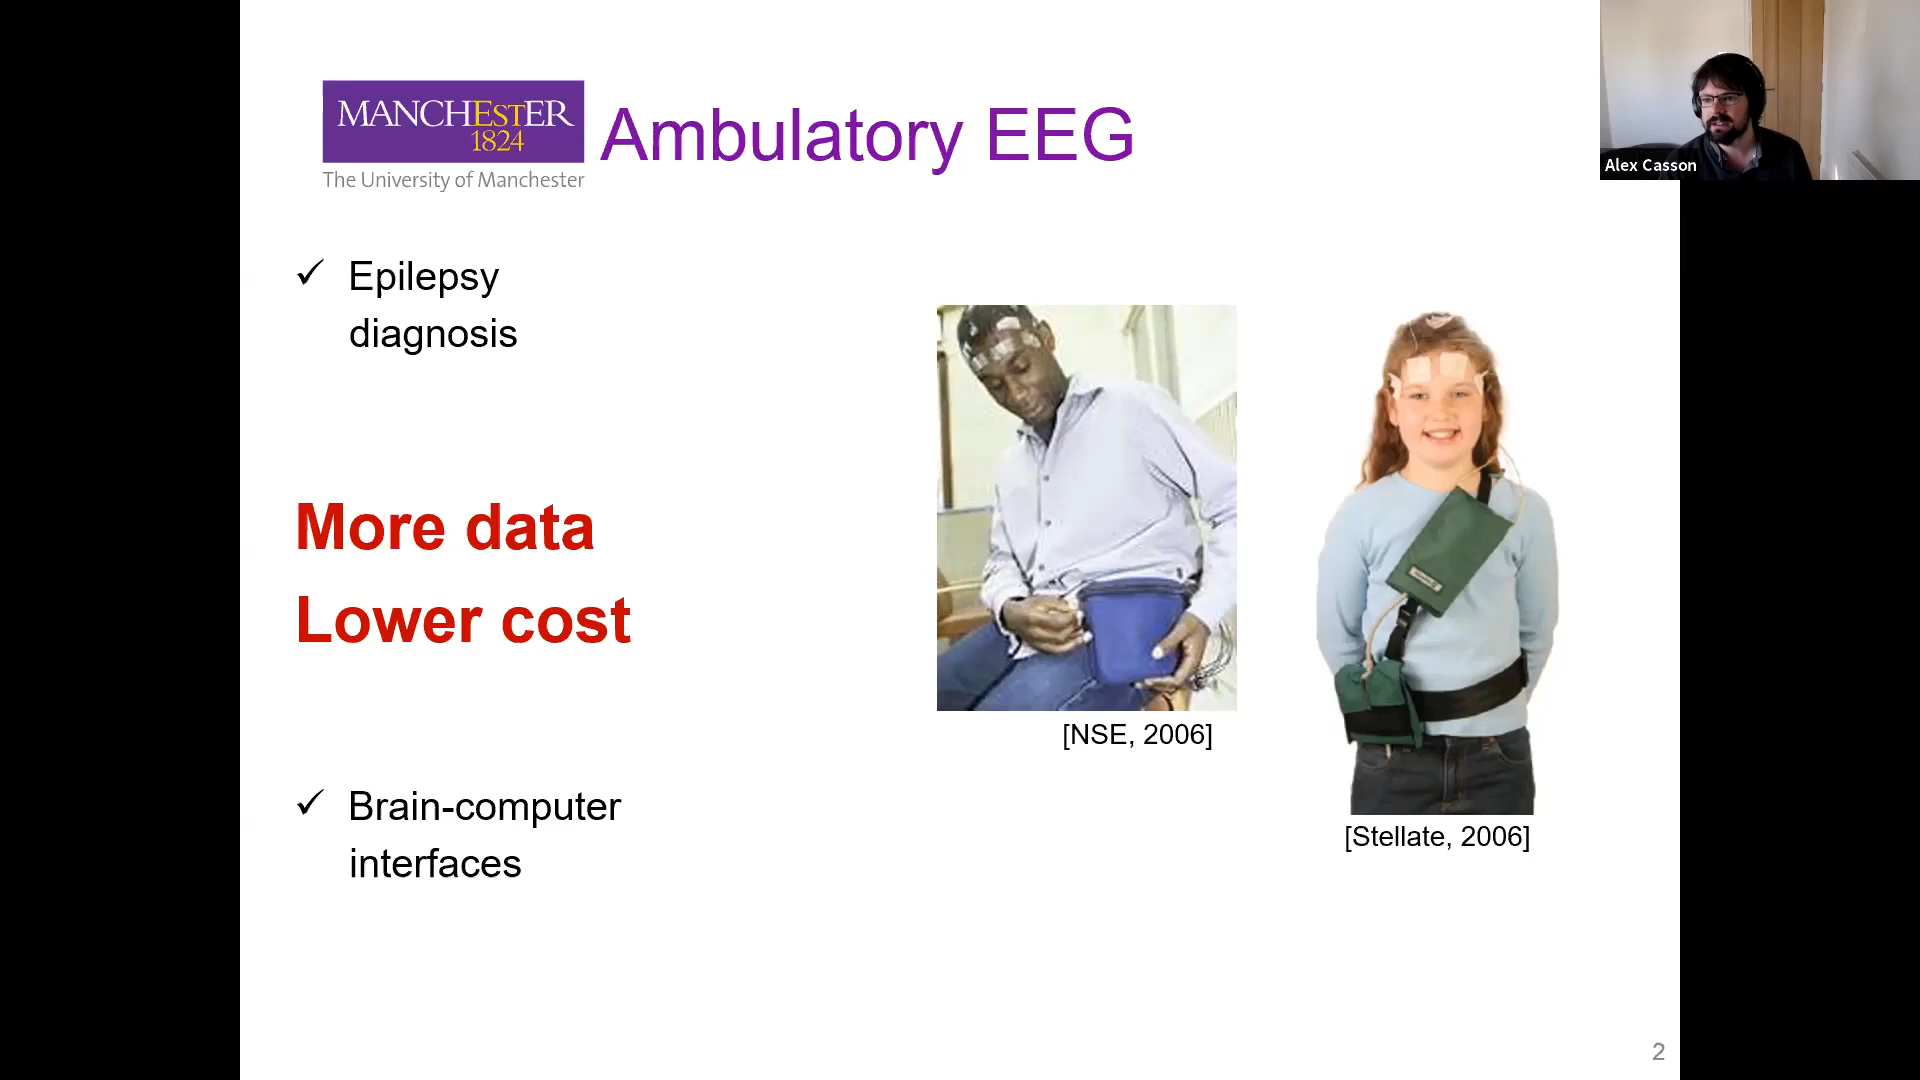 MANCHESTER
1824
The University of Manchester
Ambulatory EEG
Alex Casson
✓ Epilepsy
diagnosis
More data
Lower cost
✓ Brain-computer
interfaces
[NSE, 2006]
[Stellate, 2006]
2